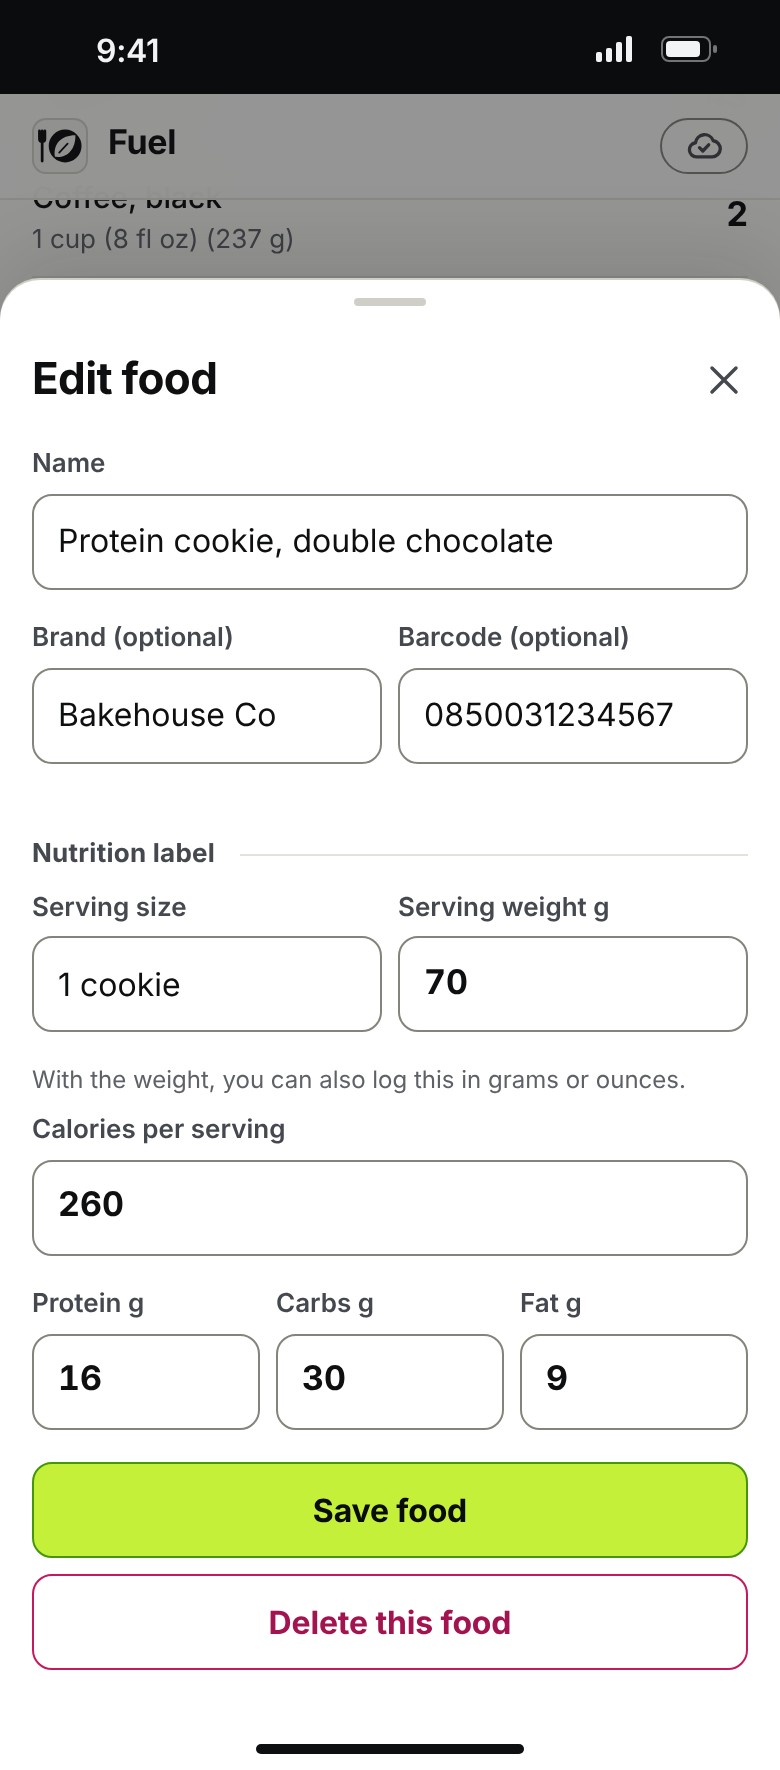 9:41
Fuel
Coffee, black
2
1 cup (8 fl oz) (237 g)
Edit food
Name
Protein cookie, double chocolate
Brand (optional) Barcode (optional)
Bakehouse Co 0850031234567
Nutrition label
Serving size Serving weight g
1 cookie 70
With the weight, you can also log this in grams or ounces.
Calories per serving
260
Protein g Carbs g Fat g
16 30 9
Save food
Delete this food